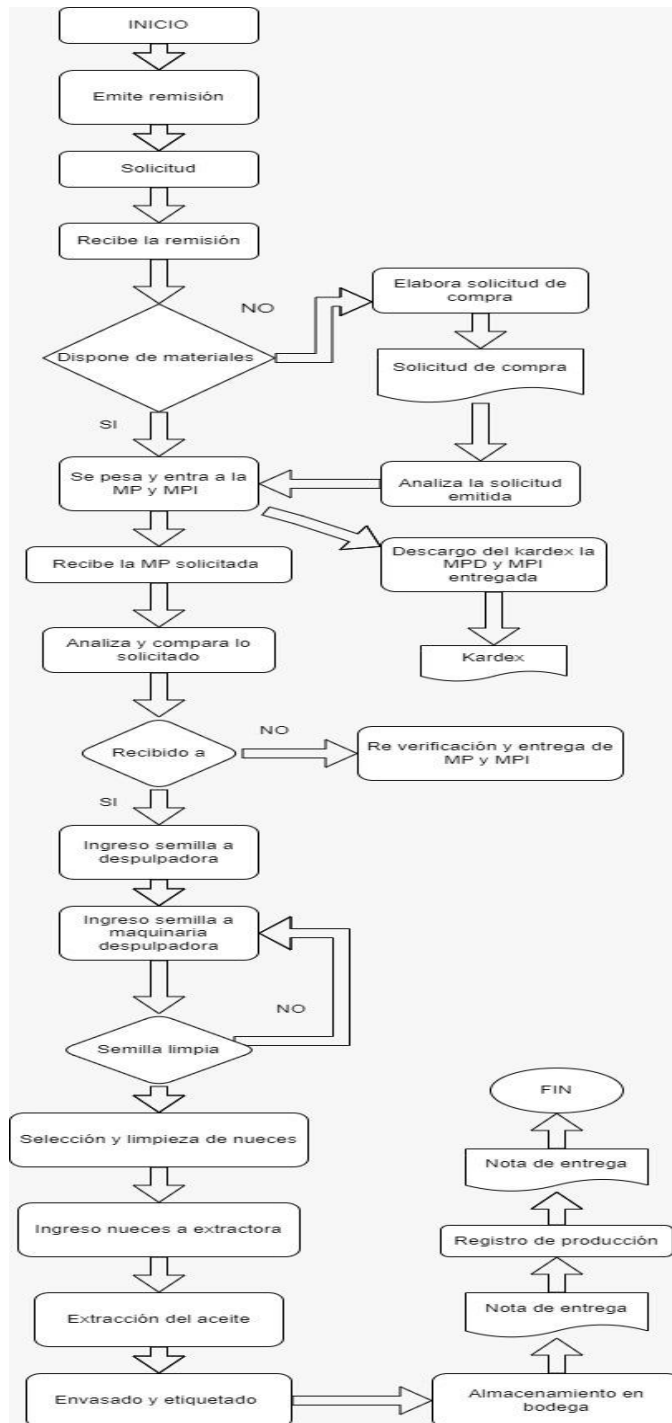 INICIO
Emite remisión
Solicitud
Recibe la remisión
NO
Elabora solicitud de
compra
Dispone de materiales
Solicitud de compra
SI
Se pesa y entra a la
MP y MPI
Analiza la solicitud
emitida
Recibe la MP solicitada
Descargo del kardex la
MPD y MPI
entregada
Analiza y compara lo
solicitado
Kardex
Recibido a
NO
Re verificación y entrega de
MP y MPI
SI
Ingreso semilla a
despulpadora
Ingreso semilla a
maquinaria
despulpadora
NO
Semilla limpia
Selección y limpieza de nueces
Ingreso nueces a extractora
Extracción del aceite
Envasado y etiquetado
Almacenamiento en
bodega
Nota de entrega
Registro de producción
Nota de entrega
FIN